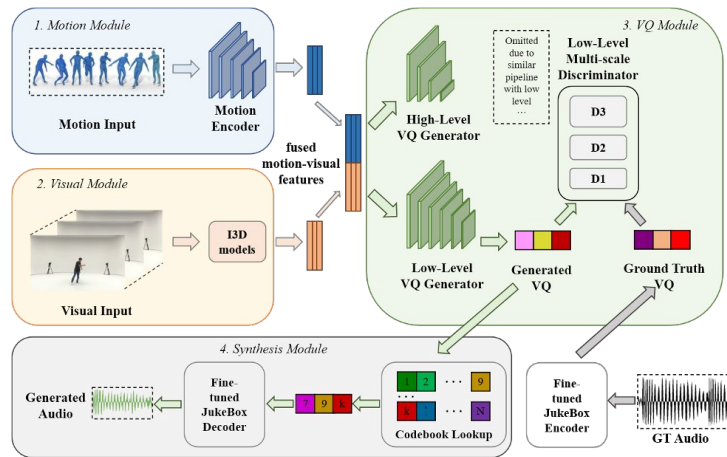 1. Motion Module
Motion Input
Motion
Encoder
2. Visual Module
Visual Input
I3D
models
fused
motion-visual
features
3. VQ Module
High-Level
VQ Generator
Omitted
due to
similar
pipeline
with low
level
...
Low-Level
Multi-scale
Discriminator
D3
D2
D1
Low-Level
VQ Generator
Generated
VQ
Ground Truth
VQ
4. Synthesis Module
Generated
Audio
Fine-
tuned
JukeBox
Decoder
? 9 k
1 2 ... 9
...
k ... N
Codebook Lookup
Fine-
tuned
JukeBox
Encoder
GT Audio